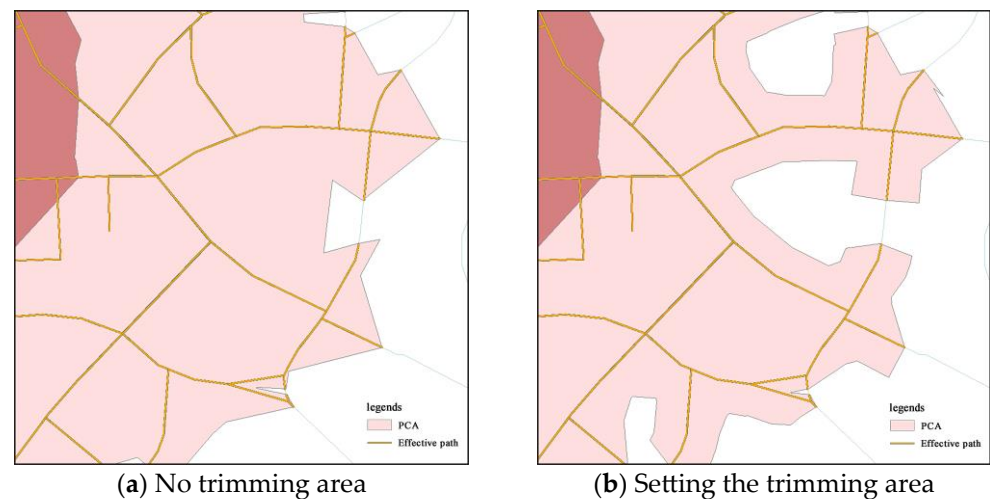 legends
PCA
Effective path
legends
PCA
Effective path
(a) No trimming area
(b) Setting the trimming area